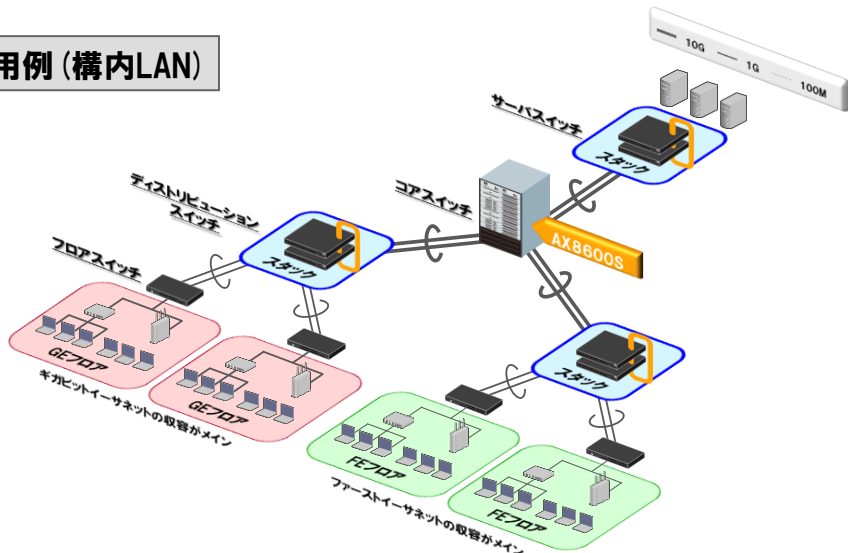 用例 (構内LAN)
10G
1G
100M
サーバスイッチ
スタック
コアスイッチ
AX8600S
ディストリビューション
スイッチ
スタック
フロアスイッチ
GEフロア
GEフロア
ギガビットイーサネットの収容がメイン
スタック
FEフロア
FEフロア
ファーストイーサネットの収容がメイン